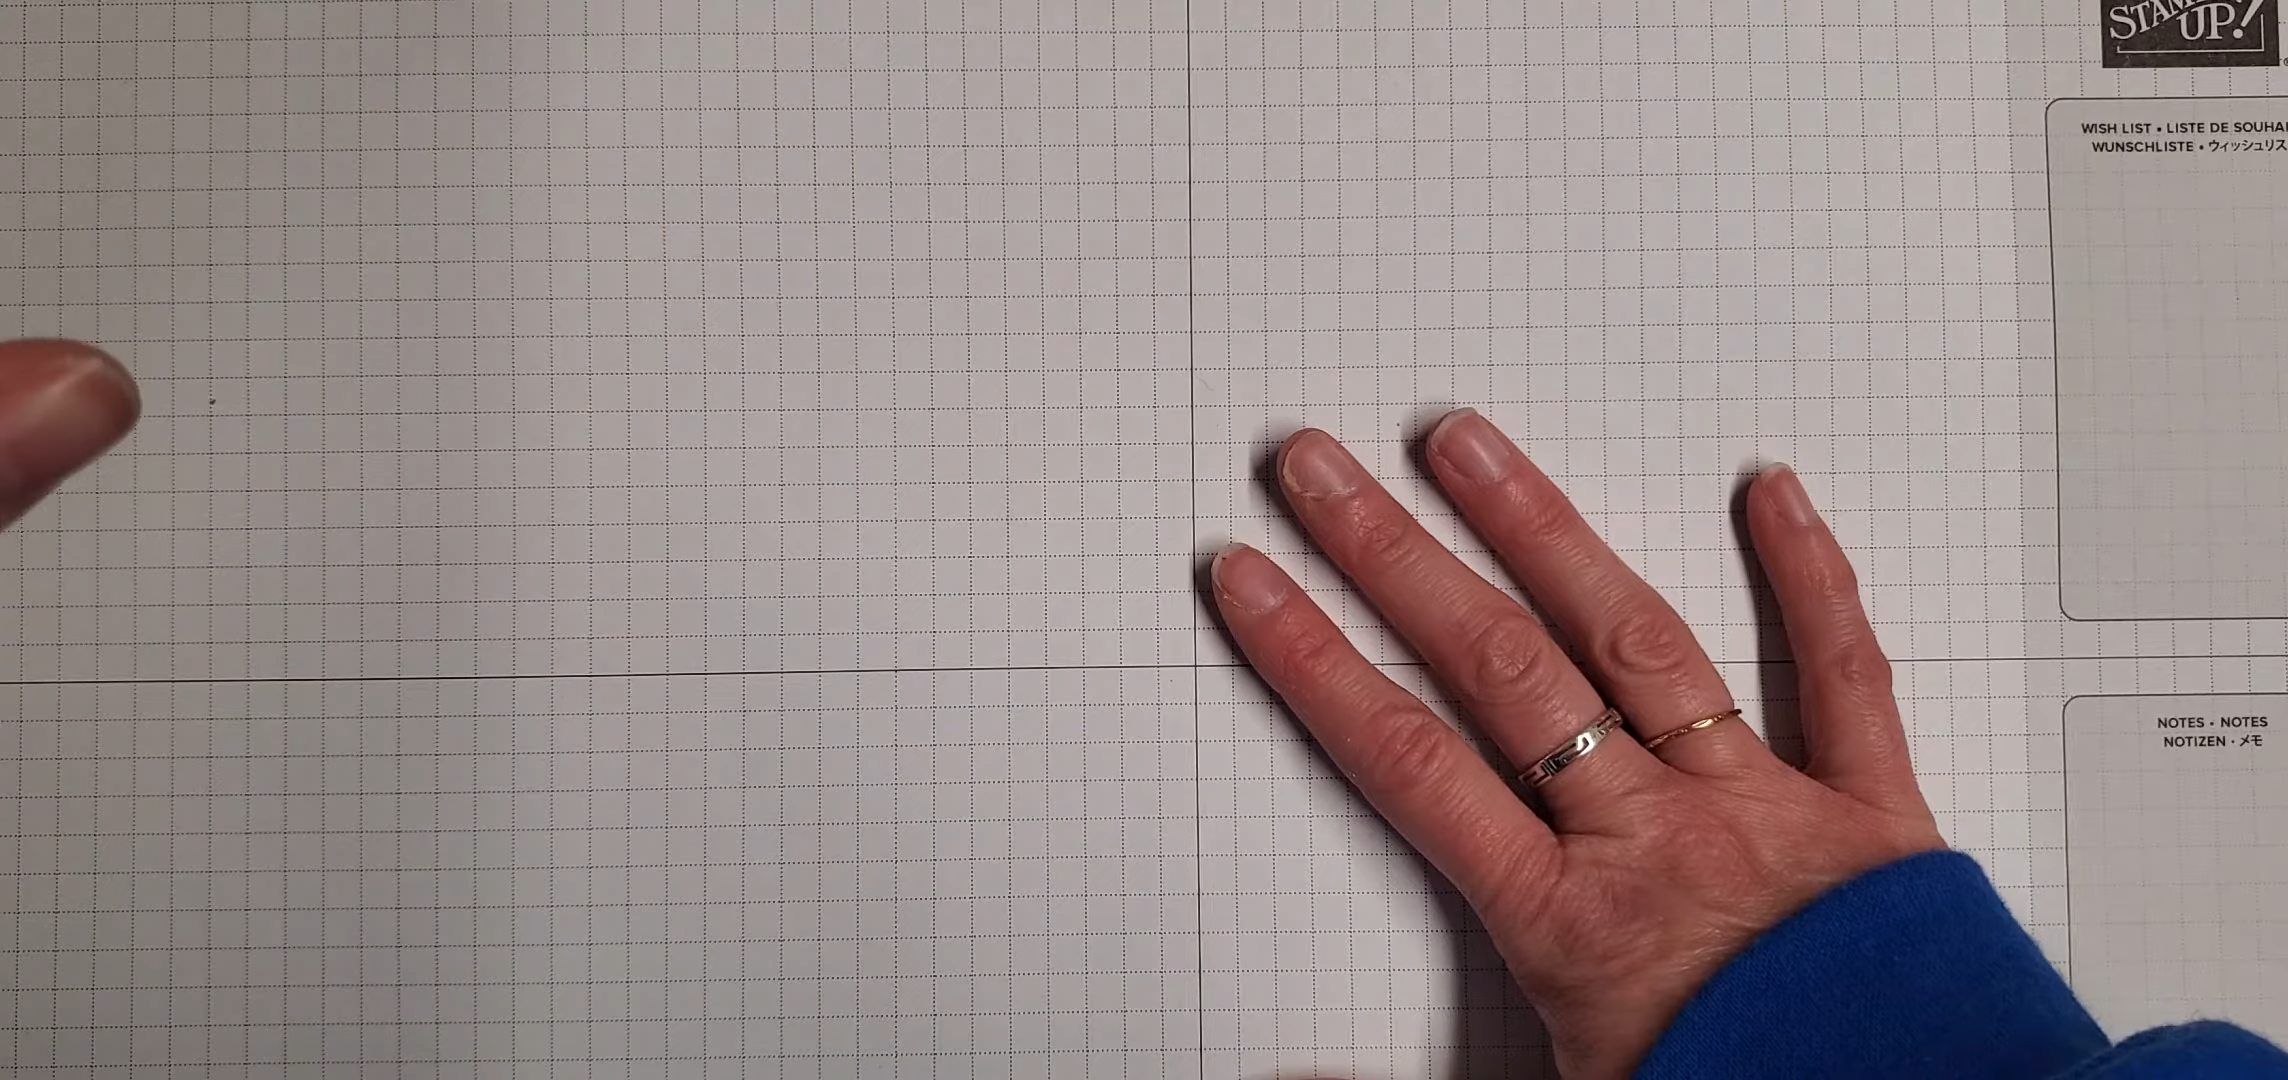 STAMPIN'
UP!
®
WISH LIST • LISTE DE SOUHAI
WUNSCHLISTE • ウィッシュリス
NOTES • NOTES
NOTIZEN • メモ